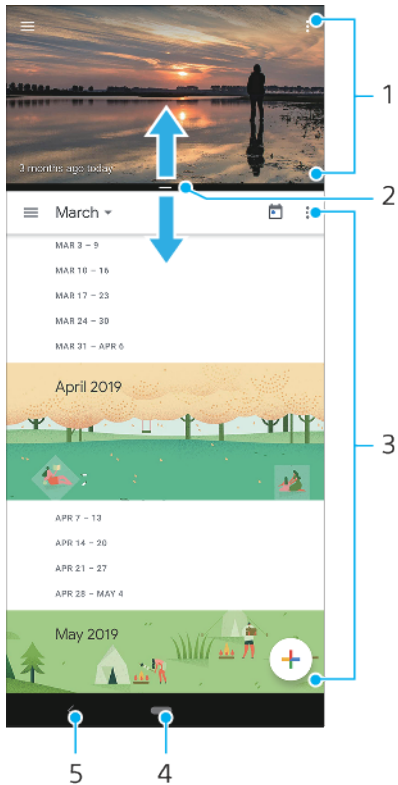 3 months ago today
1
2
March
MAR 3 – 9
MAR 10 – 16
MAR 17 – 23
MAR 24 – 30
MAR 31 – APR 6
April 2019
3
APR 7 – 13
APR 14 – 20
APR 21 – 27
APR 28 – MAY 4
May 2019
5
4